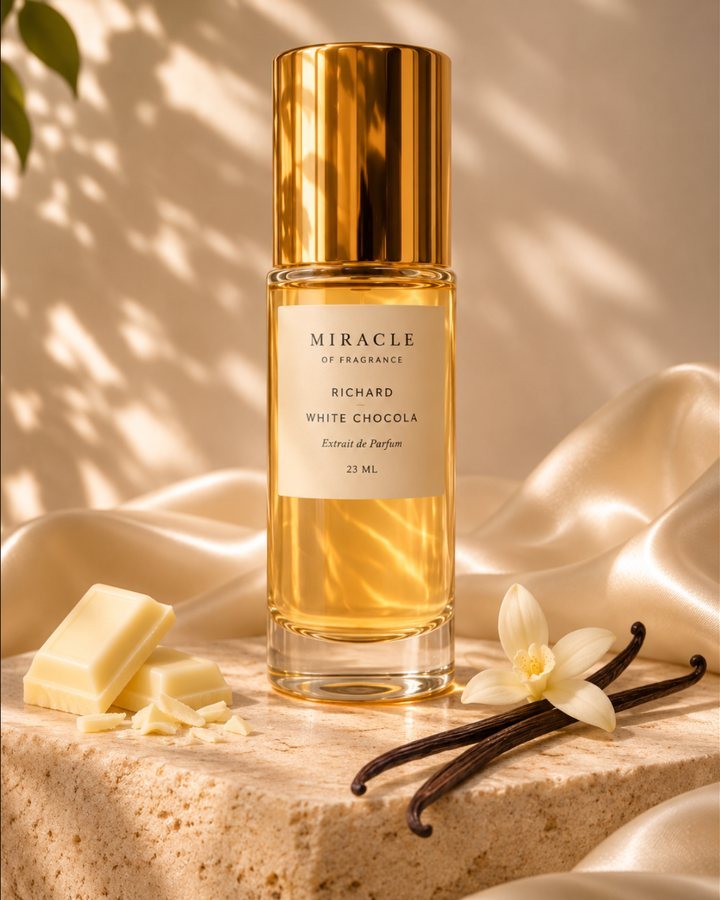 MIRACLE
OF FRAGRANCE
RICHARD
WHITE CHOCOLA
Extrait de Parfum
23 ML